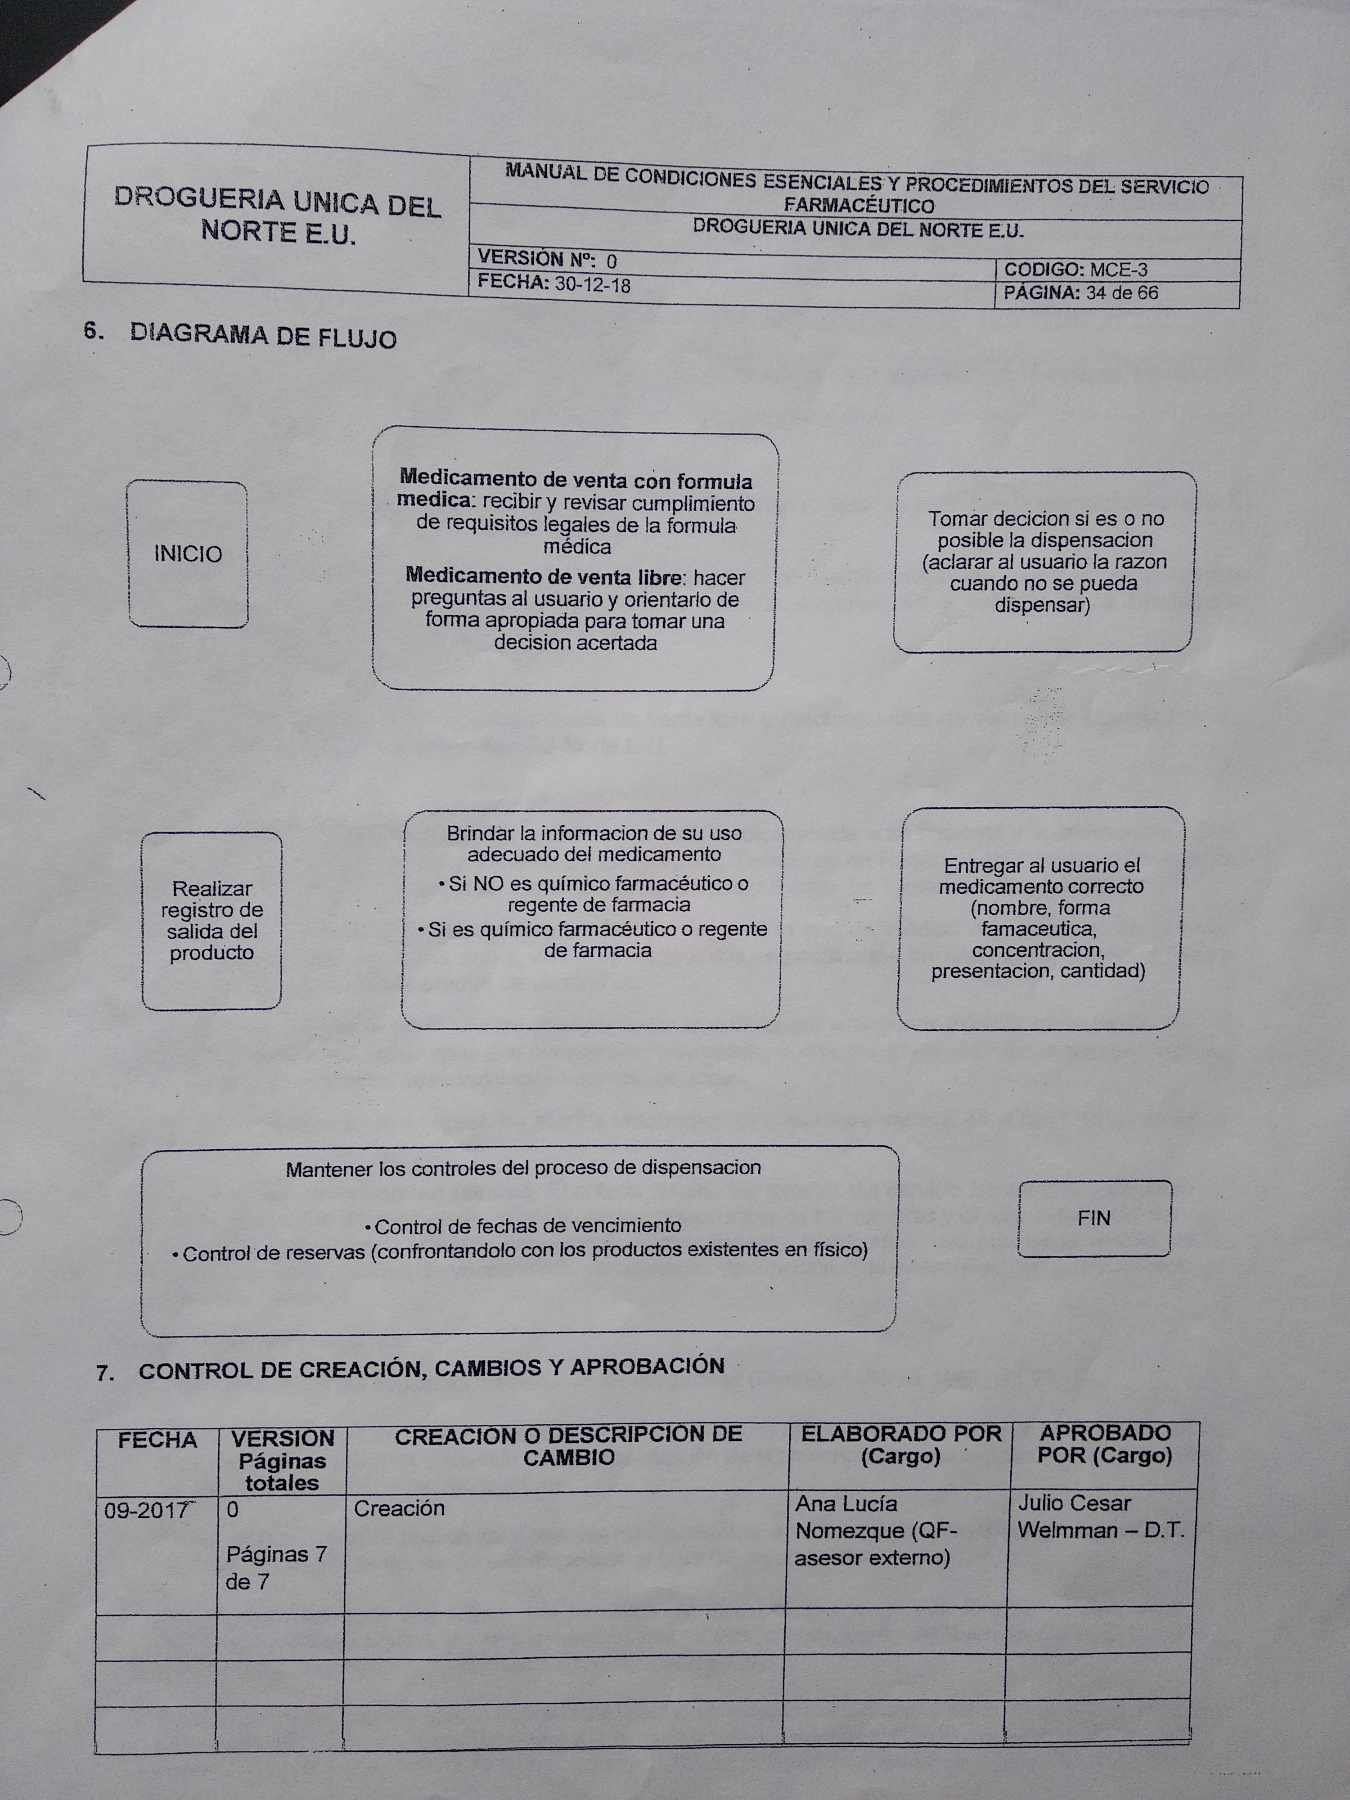 DROGUERIA UNICA DEL
NORTE E.U.
MANUAL DE CONDICIONES ESENCIALES Y PROCEDIMIENTOS DEL SERVICIO
FARMACÉUTICO
DROGUERIA UNICA DEL NORTE E.U.
VERSIÓN Nº: 0
CODIGO: MCE-3
FECHA: 30-12-18
PÁGINA: 34 de 66
6. DIAGRAMA DE FLUJO
INICIO
Medicamento de venta con formula
medica: recibir y revisar cumplimiento
de requisitos legales de la formula
médica
Medicamento de venta libre: hacer
preguntas al usuario y orientarlo de
forma apropiada para tomar una
decision acertada
Tomar decicion si es o no
posible la dispensacion
(aclarar al usuario la razon
cuando no se pueda
dispensar)
Realizar
registro de
salida del
producto
Brindar la informacion de su uso
adecuado del medicamento
• Si NO es químico farmacéutico o
regente de farmacia
• Si es químico farmacéutico o regente
de farmacia
Entregar al usuario el
medicamento correcto
(nombre, forma
famaceutica,
concentracion,
presentacion, cantidad)
Mantener los controles del proceso de dispensacion
• Control de fechas de vencimiento
• Control de reservas (confrontandolo con los productos existentes en físico)
FIN
7. CONTROL DE CREACIÓN, CAMBIOS Y APROBACIÓN
FECHA
VERSIÓN
Páginas
totales
CREACIÓN O DESCRIPCIÓN DE
CAMBIO
ELABORADO POR
(Cargo)
APROBADO
POR (Cargo)
09-2017
0
Páginas 7
de 7
Creación
Ana Lucía
Nomezque (QF-
asesor externo)
Julio Cesar
Welmman – D.T.